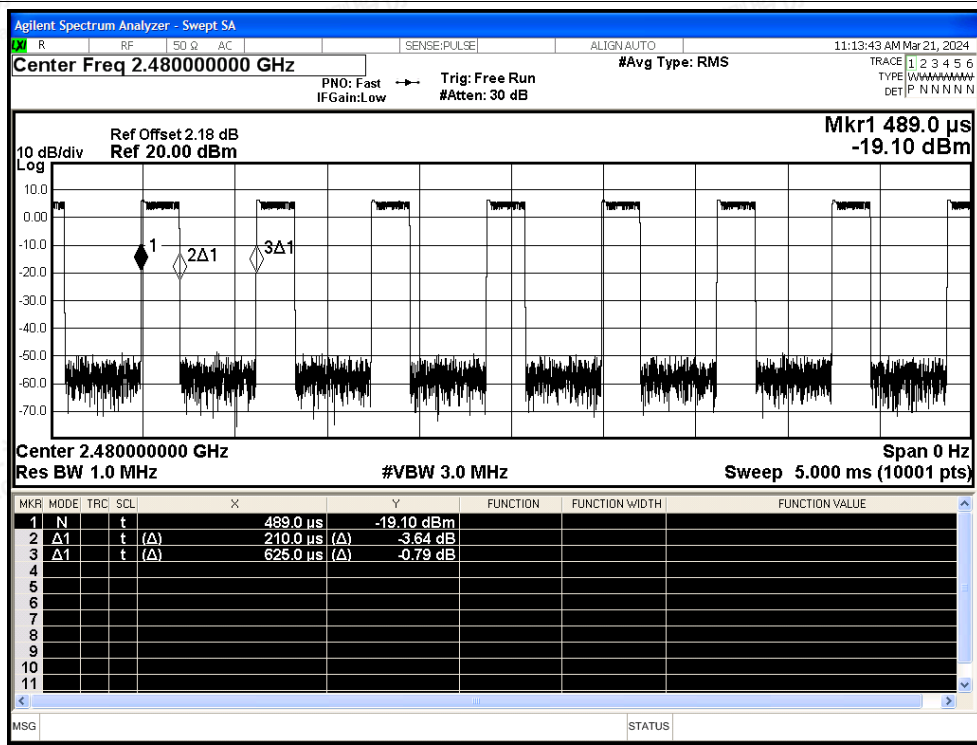 Agilent Spectrum Analyzer - Swept SA
LXI R RF 50 Ω AC SENSE:PULSE ALIGN AUTO 11:13:43 AM Mar 21, 2024
Center Freq 2.480000000 GHz
PNO: Fast
IFGain:Low
Trig: Free Run
#Atten: 30 dB
#Avg Type: RMS
TRACE 1 2 3 4 5 6
TYPE
DET P N N N N N
Mkr1 489.0 µs
-19.10 dBm
Ref Offset 2.18 dB
10 dB/div Ref 20.00 dBm
Log
10.0
0.00
-10.0
-20.0
-30.0
-40.0
-50.0
-60.0
-70.0
1
2Δ1
3Δ1
Center 2.480000000 GHz Span 0 Hz
Res BW 1.0 MHz #VBW 3.0 MHz Sweep 5.000 ms (10001 pts)
MKR MODE TRC SCL X Y FUNCTION FUNCTION WIDTH FUNCTION VALUE
1 N t 489.0 µs -19.10 dBm
2 Δ1 t (Δ) 210.0 µs (Δ) -3.64 dB
3 Δ1 t (Δ) 625.0 µs (Δ) -0.79 dB
4
5
6
7
8
9
10
11
MSG STATUS